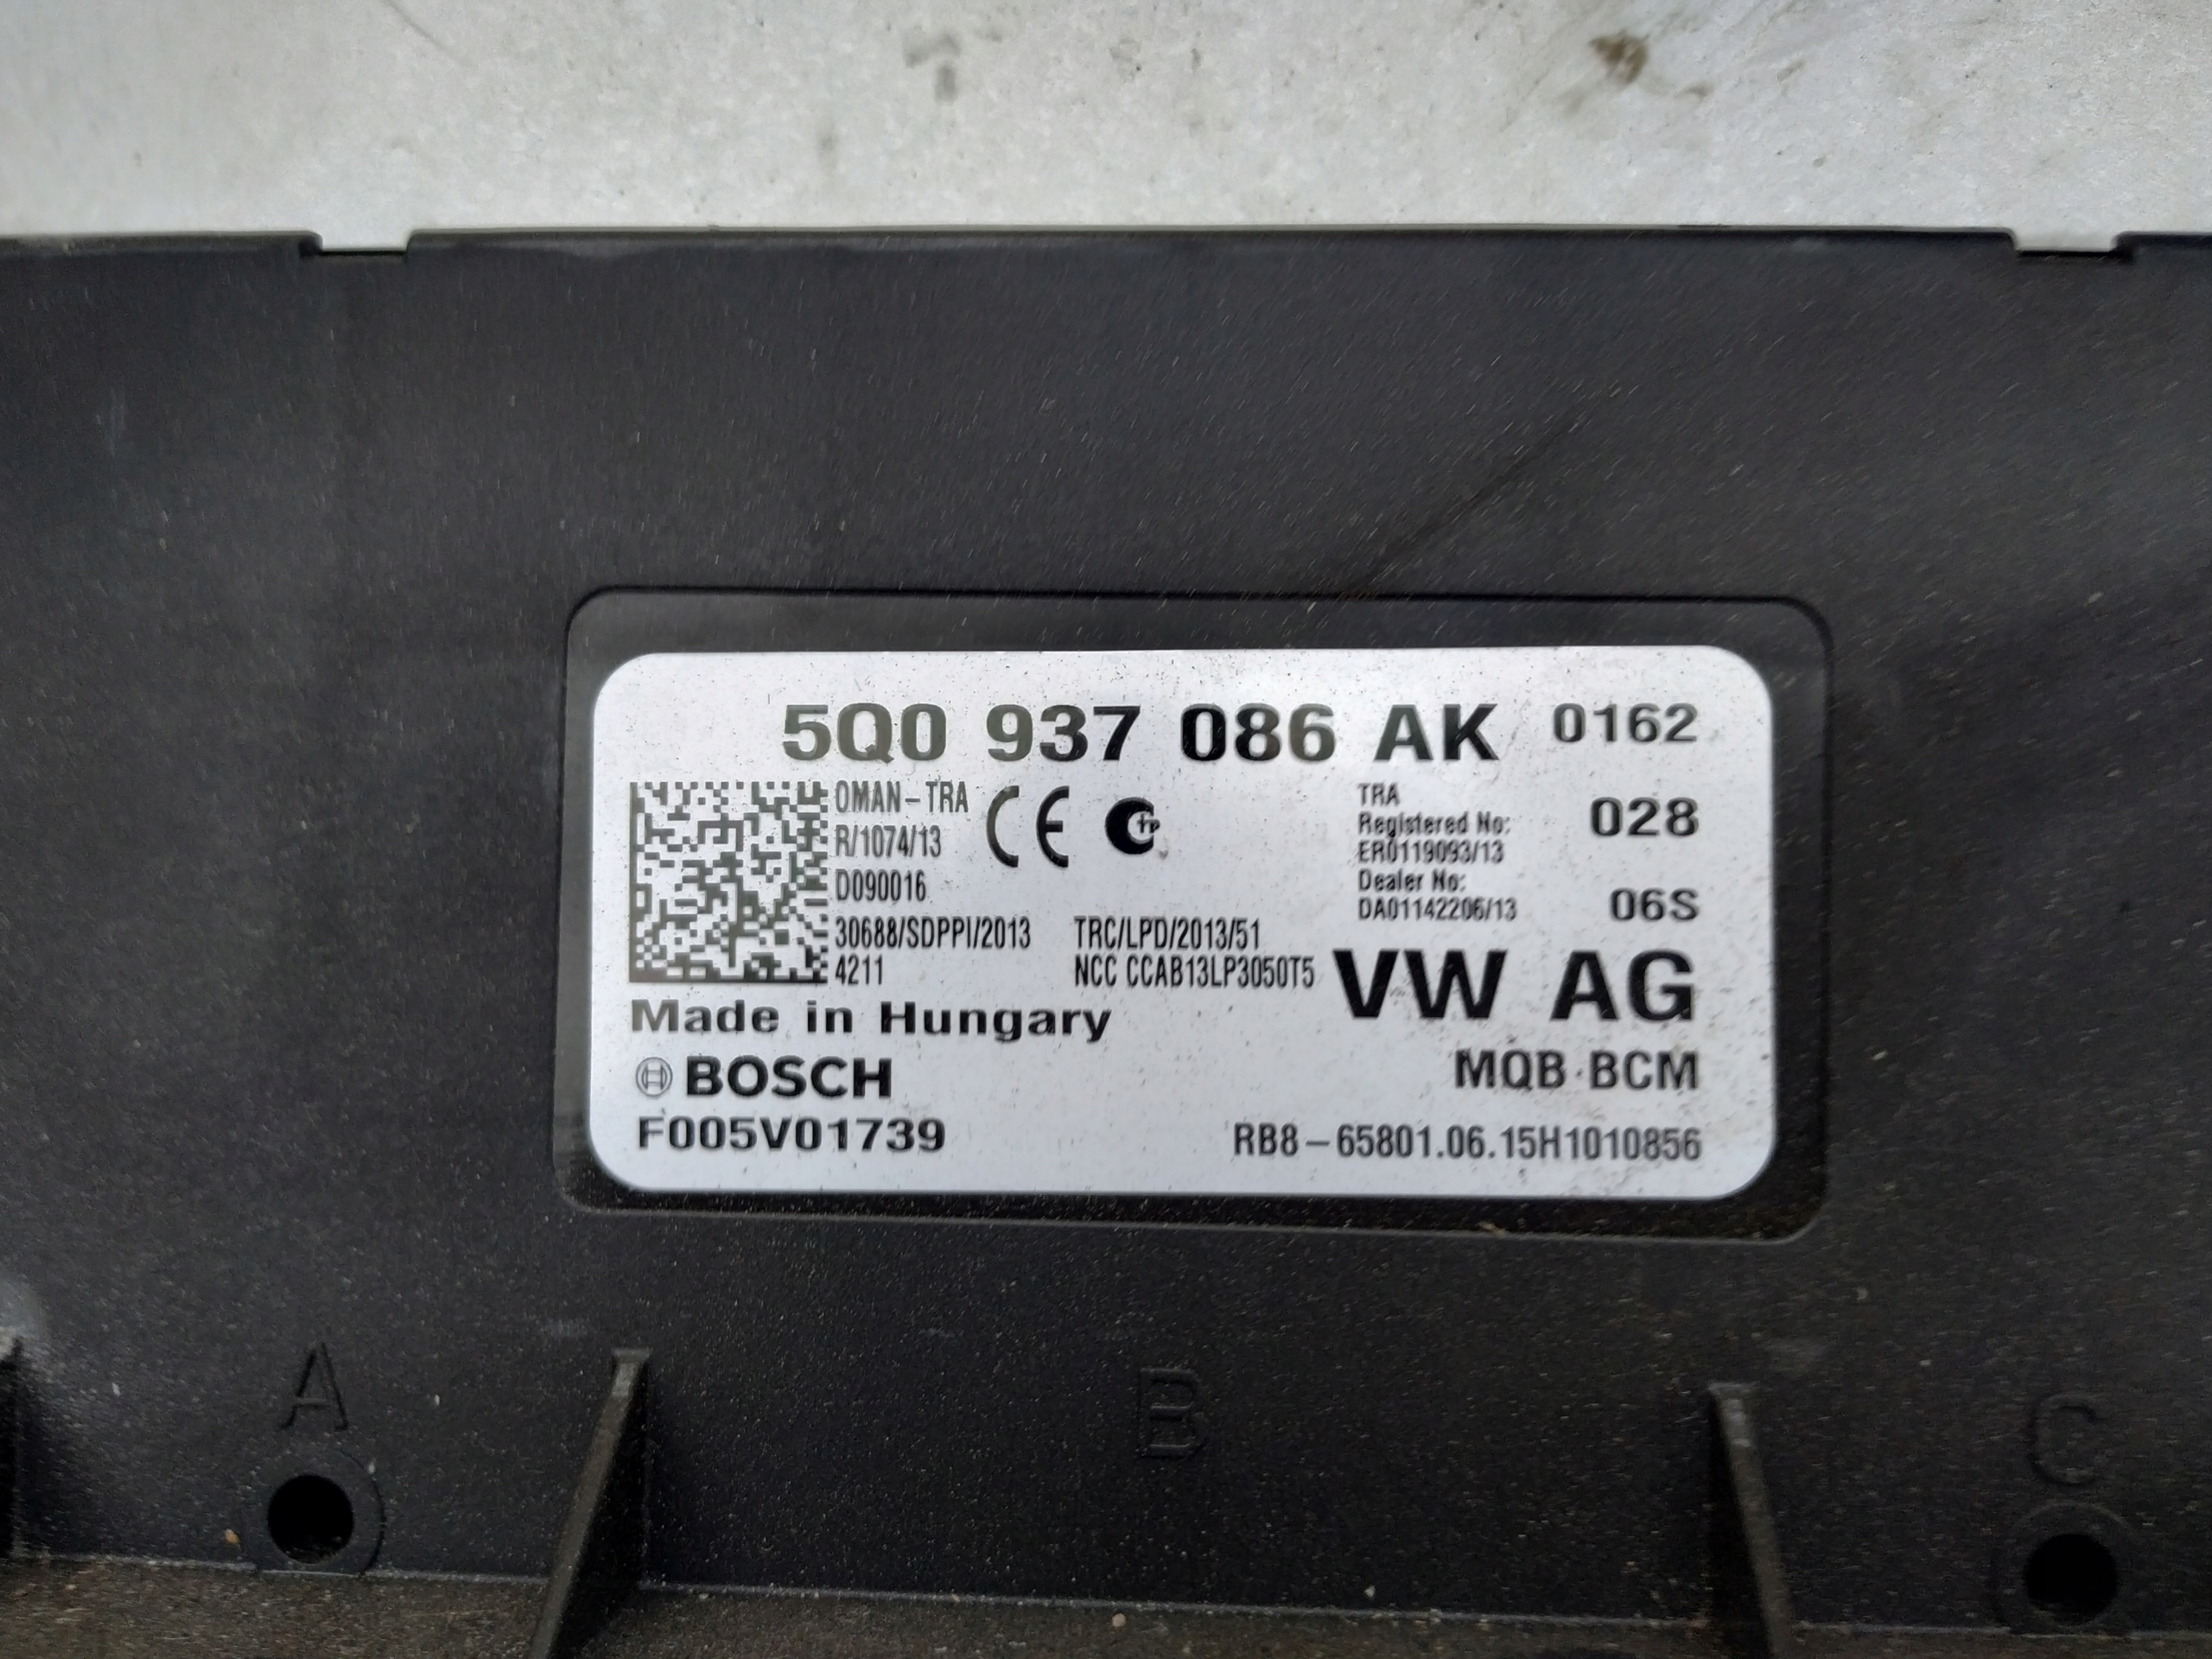 5Q0 937 086 AK 0162
OMAN-TRA
R/1074/13
D090016
CE
TRA
Registered No:
ER0119093/13
Dealer No:
DA01142206/13
028
06S
30688/SDPPI/2013
4211
TRC/LPD/2013/51
NCC CCAB13LP3050T5
VW AG
Made in Hungary
BOSCH
MQB-BCM
F005V01739
RB8-65801.06.15H1010856
A
B
C